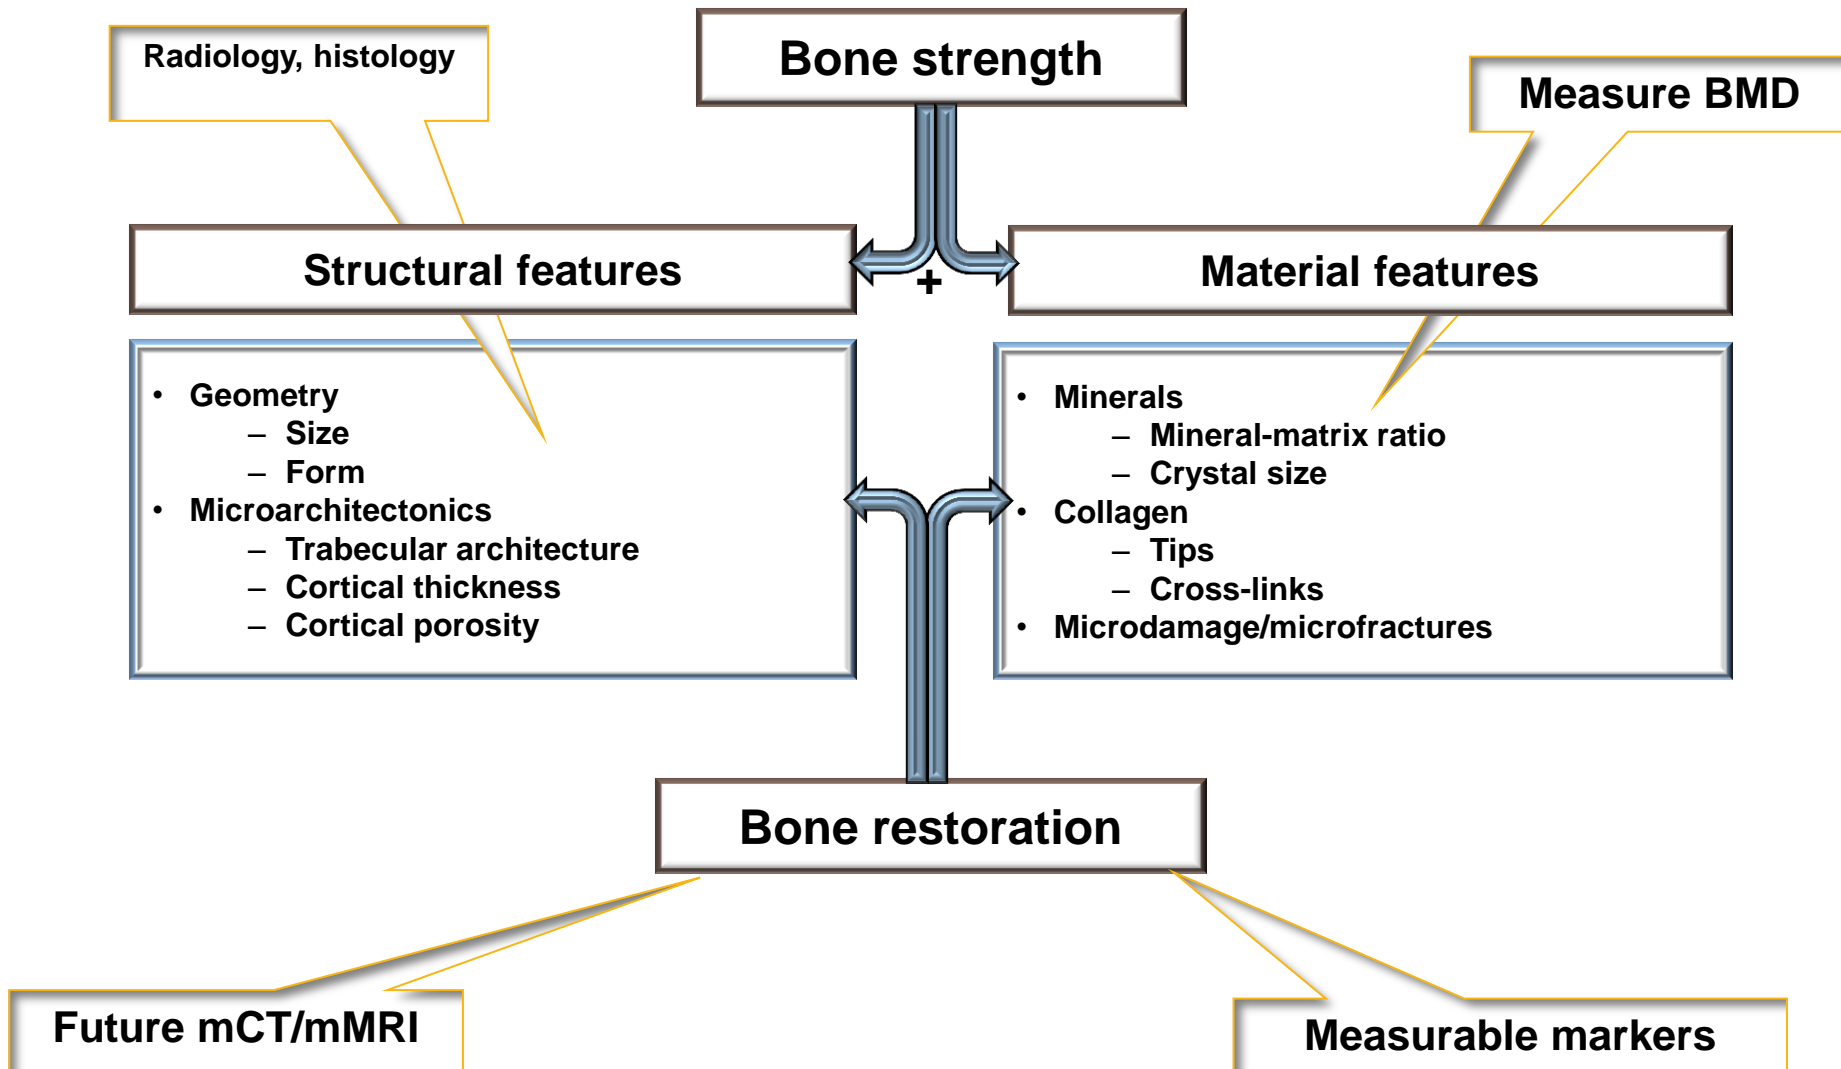 Bone strength
Radiology, histology
Measure BMD
Structural features
+
Material features
• Geometry
– Size
– Form
• Microarchitectonics
– Trabecular architecture
– Cortical thickness
– Cortical porosity
• Minerals
– Mineral-matrix ratio
– Crystal size
• Collagen
– Tips
– Cross-links
• Microdamage/microfractures
Bone restoration
Future mCT/mMRI
Measurable markers